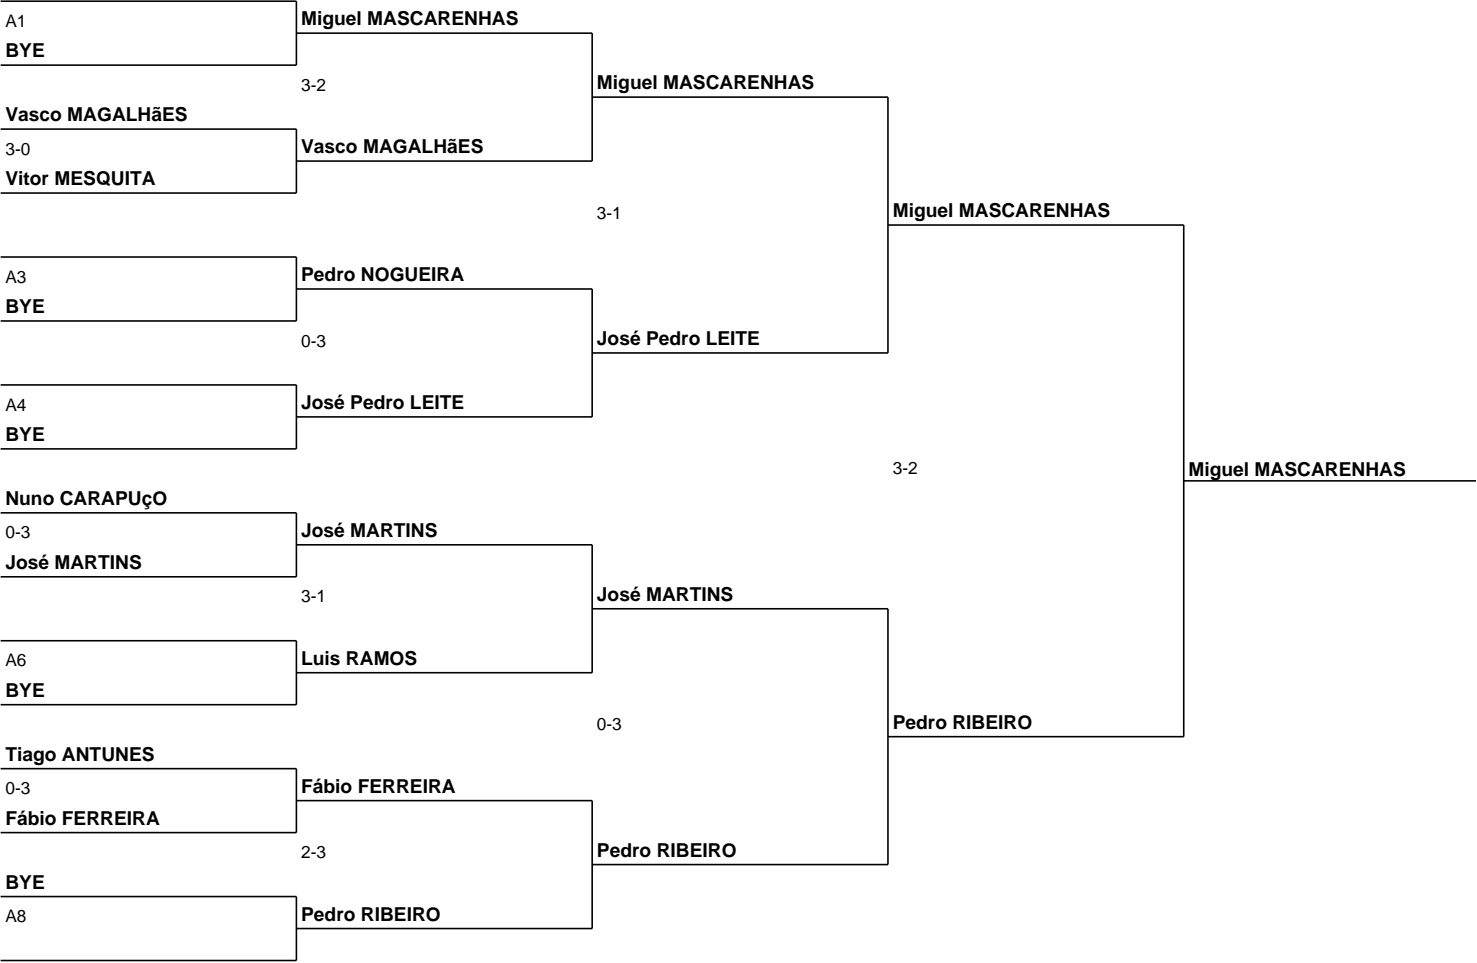 A1
BYE
Miguel MASCARENHAS
3-2
Miguel MASCARENHAS
Vasco MAGALHãES
3-0
Vitor MESQUITA
Vasco MAGALHãES
3-1
Miguel MASCARENHAS
A3
BYE
Pedro NOGUEIRA
0-3
José Pedro LEITE
A4
BYE
José Pedro LEITE
3-2
Miguel MASCARENHAS
Nuno CARAPUçO
0-3
José MARTINS
José MARTINS
3-1
José MARTINS
A6
BYE
Luis RAMOS
0-3
Pedro RIBEIRO
Tiago ANTUNES
0-3
Fábio FERREIRA
Fábio FERREIRA
2-3
Pedro RIBEIRO
BYE
A8
Pedro RIBEIRO